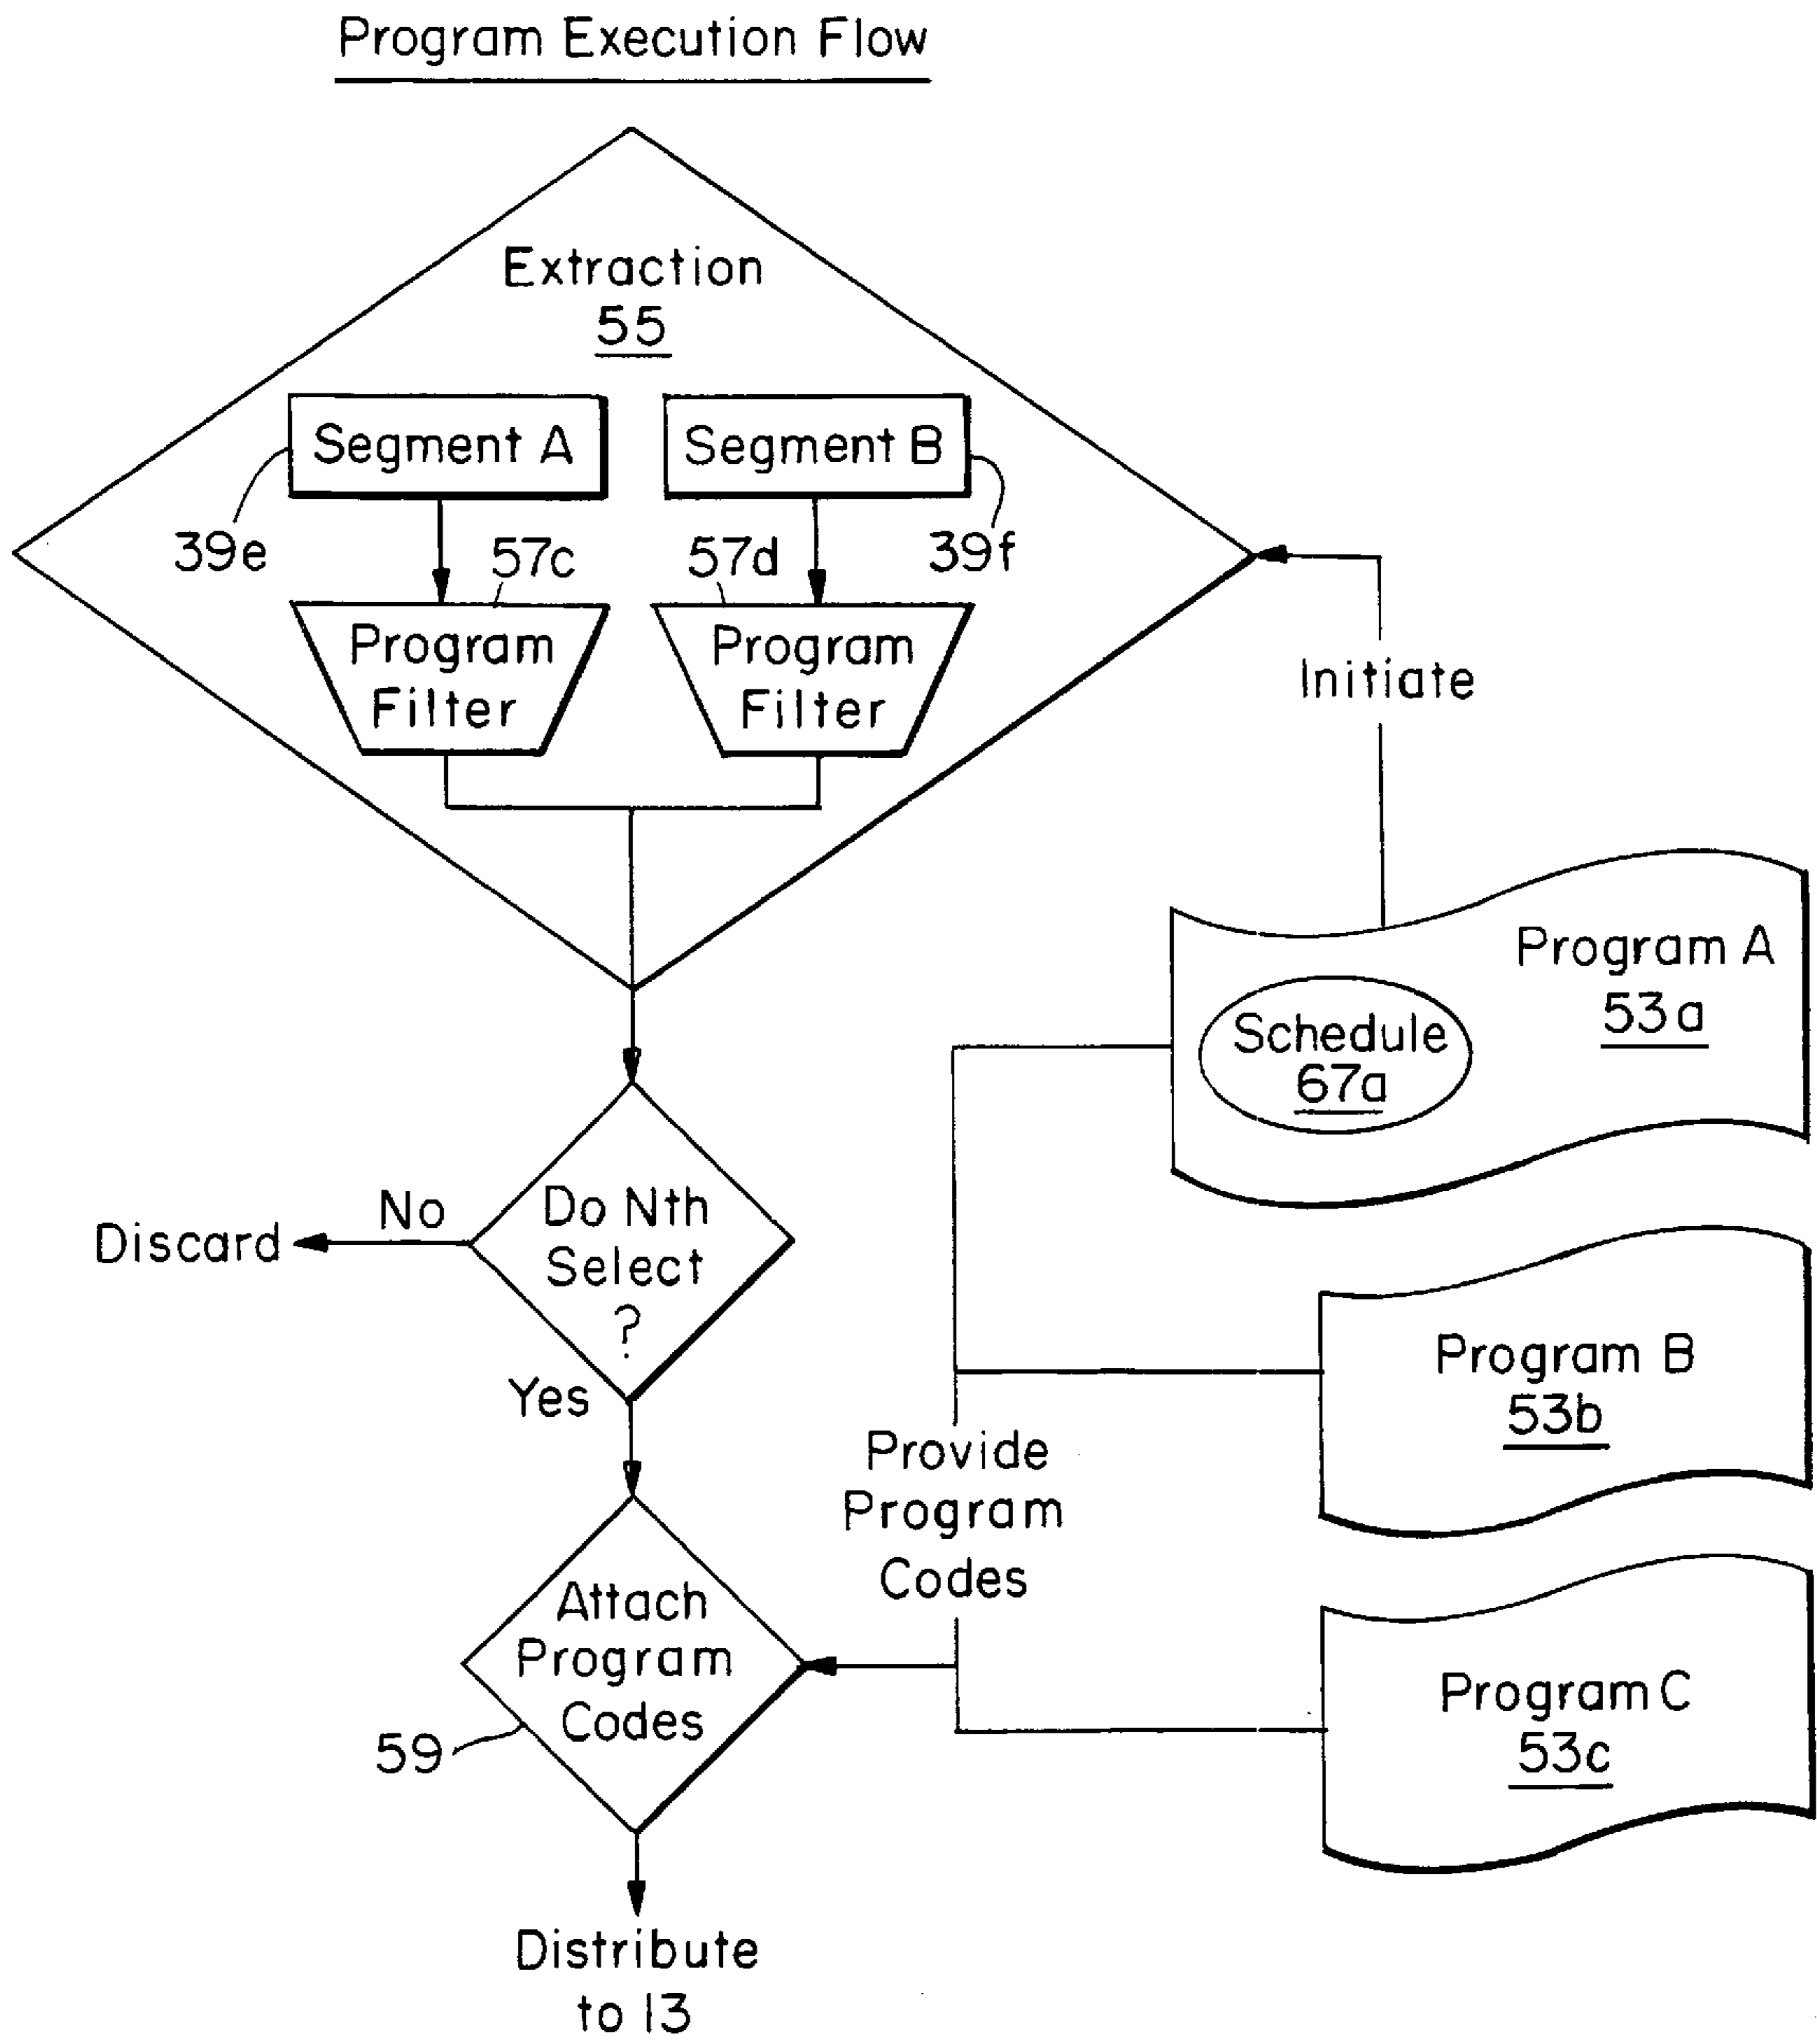 Program Execution Flow
Extraction
55
Segment A
Segment B
39e
57c
57d
39f
Program
Filter
Program
Filter
Initiate
Program A
53a
Schedule
67a
No
Discard
Do Nth
Select
?
Yes
Program B
53b
Provide
Program
Codes
Attach
Program
Codes
59
Program C
53c
Distribute
to 13